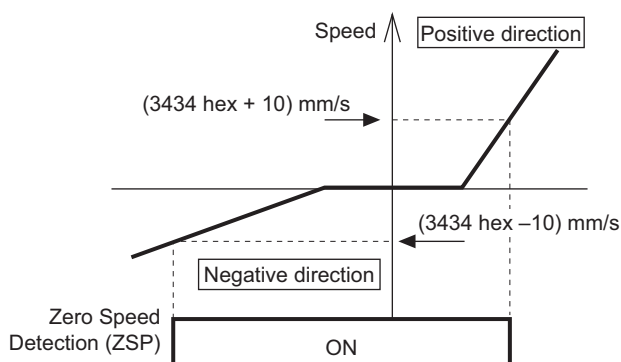 Speed
Positive direction
(3434 hex + 10) mm/s
(3434 hex –10) mm/s
Negative direction
Zero Speed
Detection (ZSP)
ON